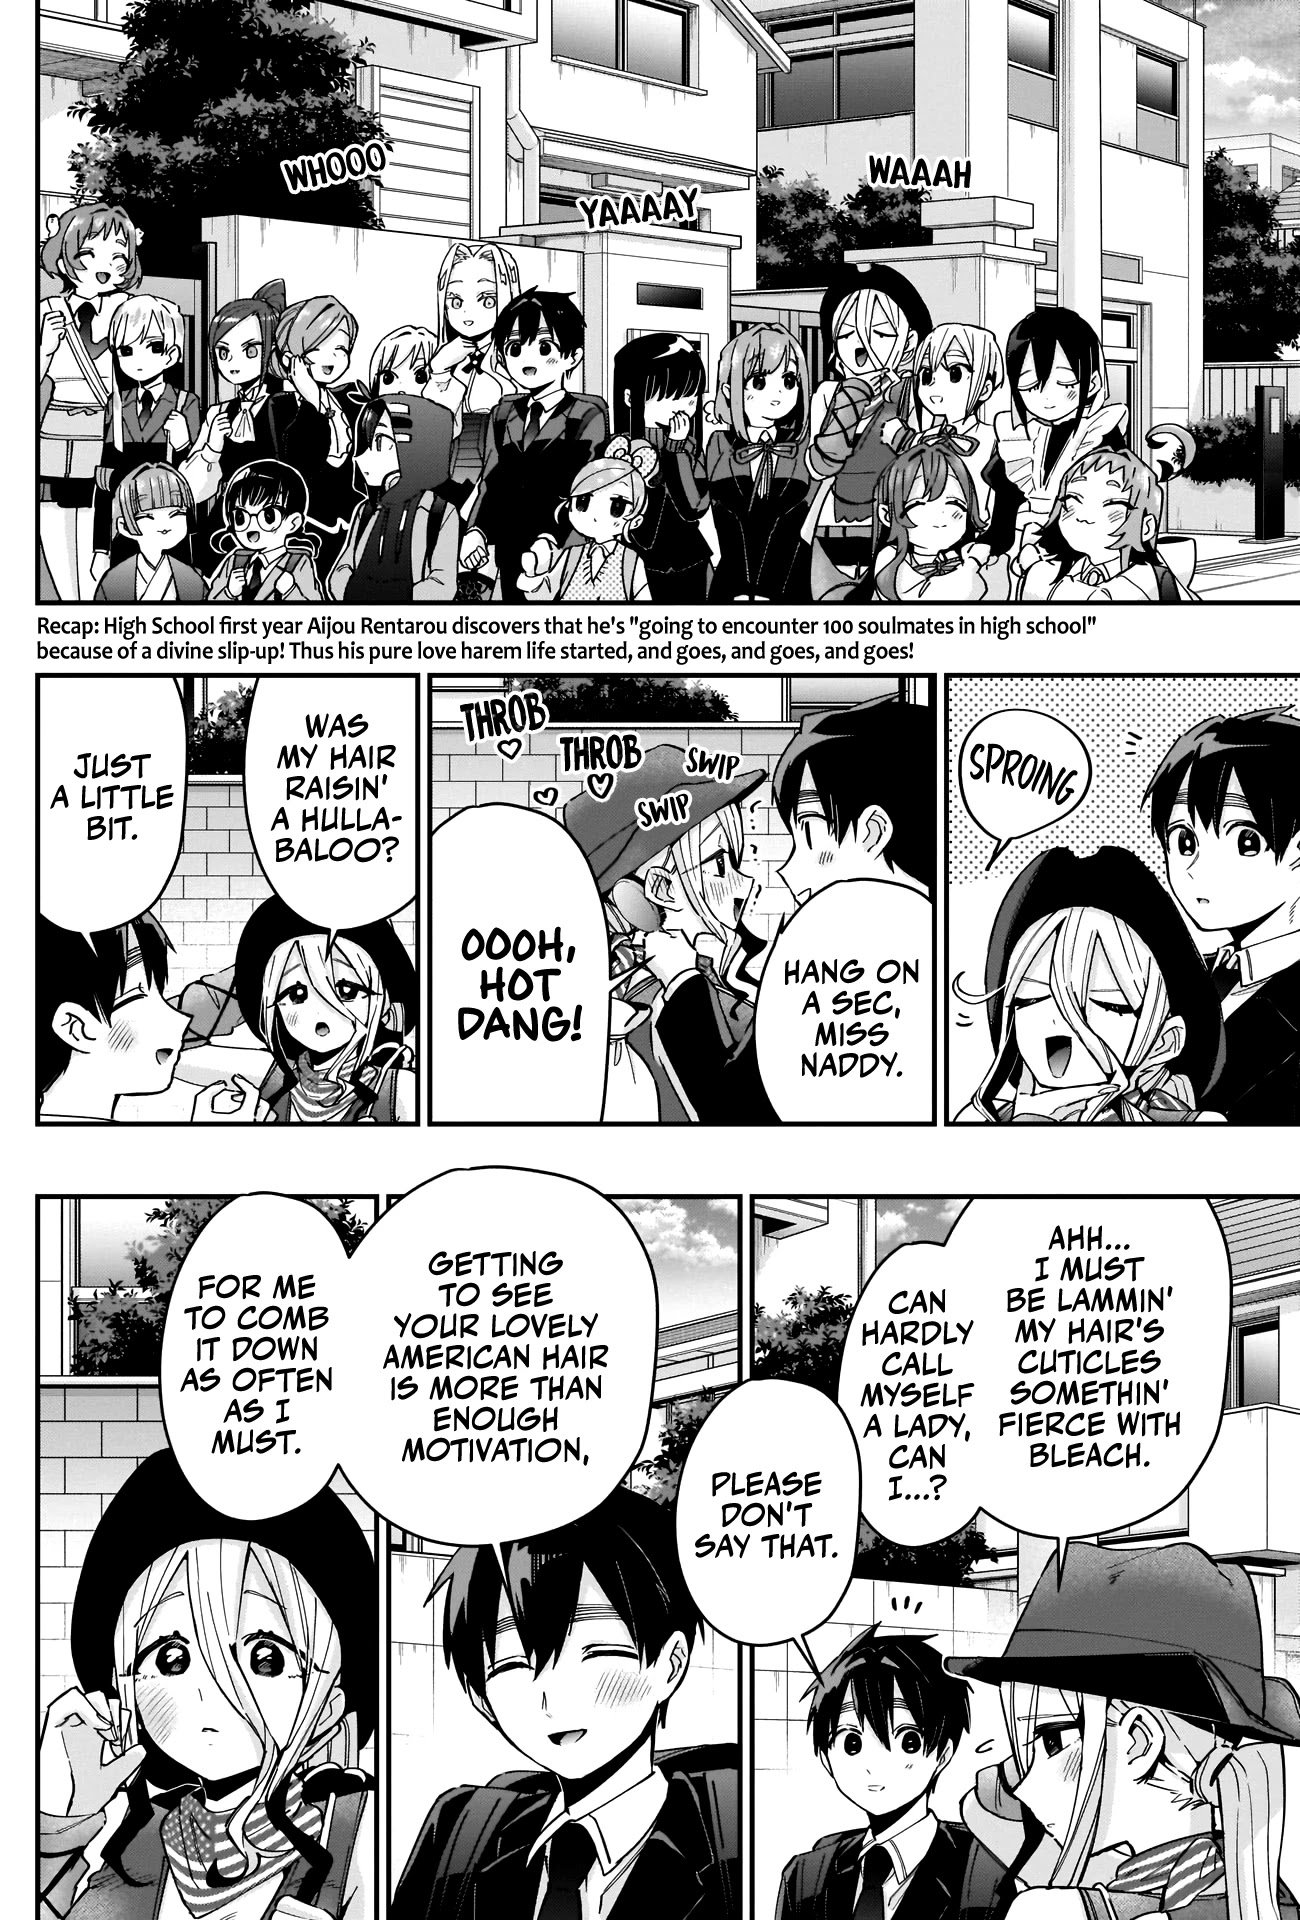 WHOOO
YAAAAY
WAAAH
Recap: High School first year Aijou Rentarou discovers that he's "going to encounter 100 soulmates in high school"
because of a divine slip-up! Thus his pure love harem life started, and goes, and goes, and goes!
SPROING
HANG ON
A SEC,
MISS
NADDY.
SWIP
SWIP
THROB
THROB
OOOH,
HOT
DANG!
WAS
MY HAIR
RAISIN'
A HULLA-
BALOO?
JUST
A LITTLE
BIT.
AHH...
I MUST
BE LAMMIN'
MY HAIR'S
CUTICLES
SOMETHIN'
FIERCE WITH
BLEACH.
CAN
HARDLY
CALL
MYSELF
A LADY,
CAN
I...?
PLEASE
DON'T
SAY THAT.
GETTING
TO SEE
YOUR LOVELY
AMERICAN HAIR
IS MORE THAN
ENOUGH
MOTIVATION,
FOR ME
TO COMB
IT DOWN
AS OFTEN
AS I
MUST.